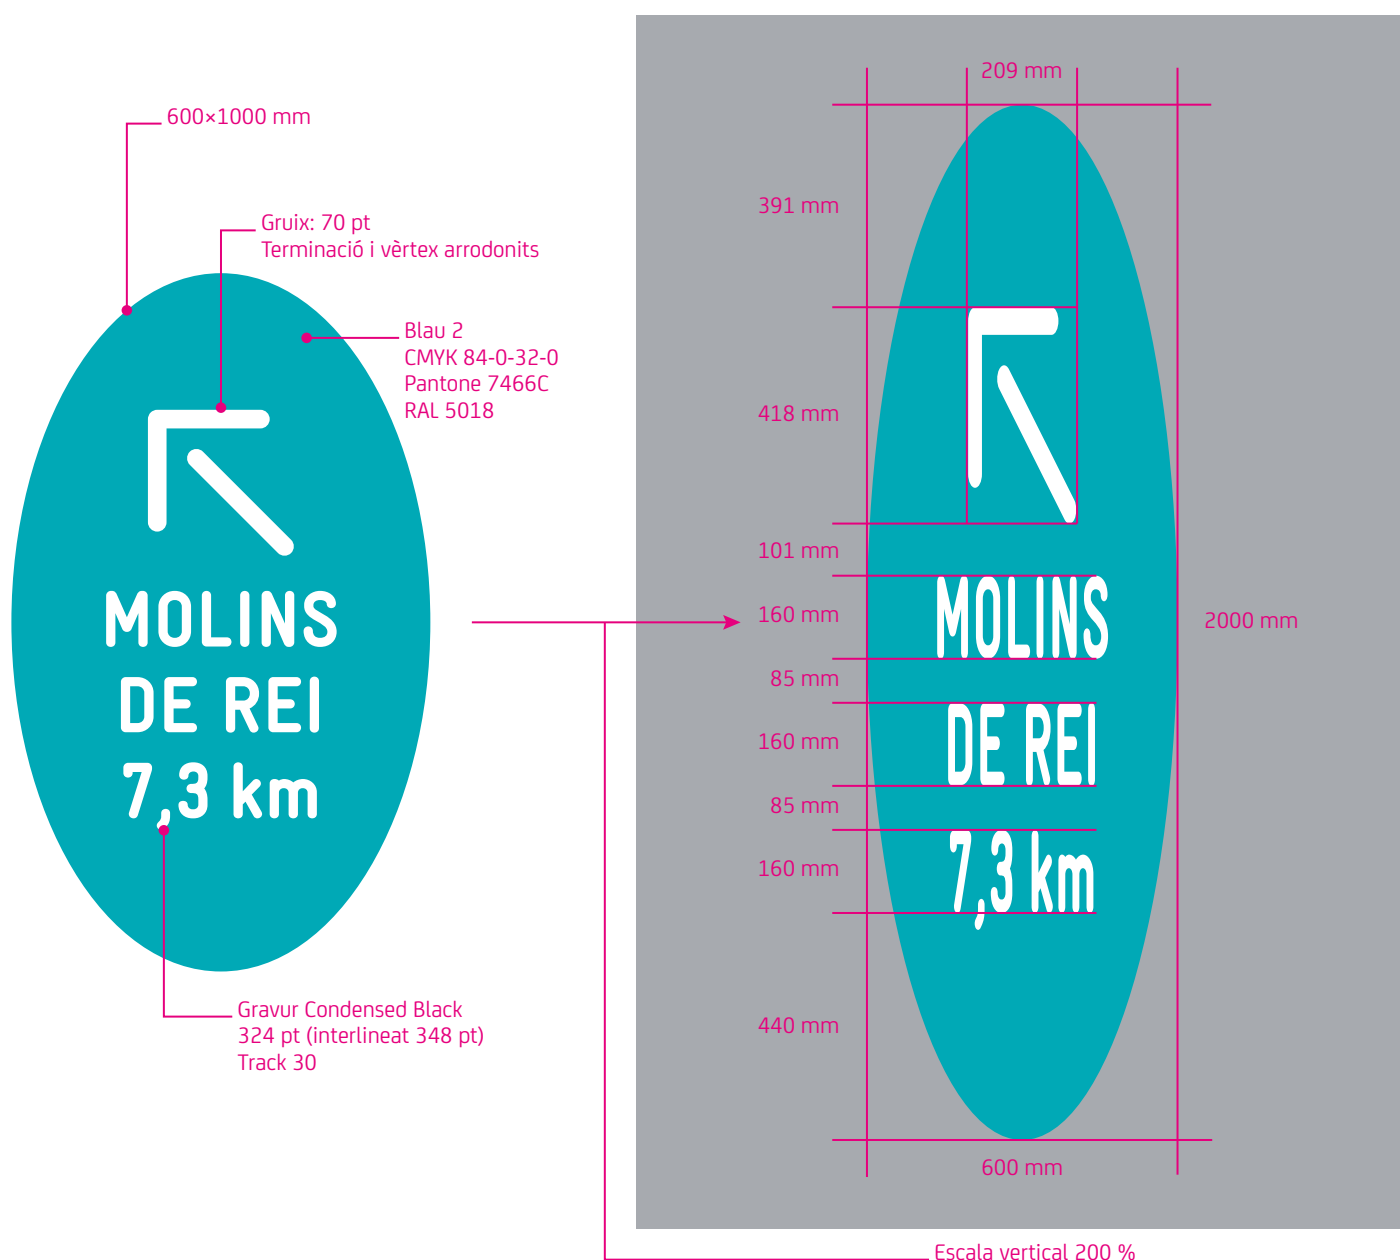 600×1000 mm
Gruix: 70 pt
Terminació i vèrtex arrodonits
Blau 2
CMYK 84-0-32-0
Pantone 7466C
RAL 5018
MOLINS
DE REI
7,3 km
Gravur Condensed Black
324 pt (interlineat 348 pt)
Track 30
209 mm
391 mm
418 mm
101 mm
160 mm
85 mm
160 mm
85 mm
160 mm
440 mm
MOLINS
DE REI
7,3 km
2000 mm
600 mm
Escala vertical 200 %